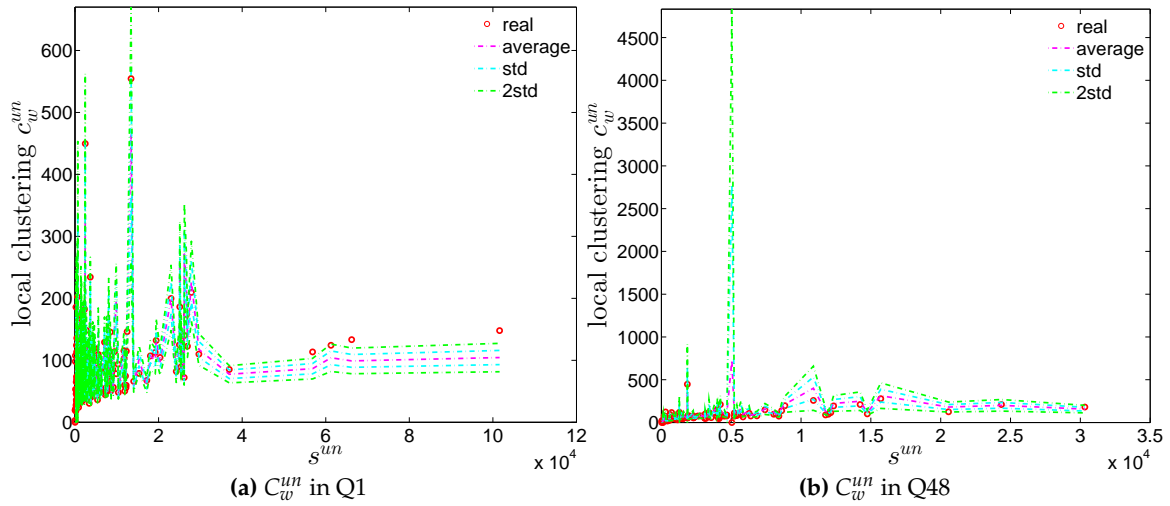 600
500
400
300
200
100
0
local clustering c_w^{un}
real
average
std
2std
0 2 4 6 8 10 12
s^{un}
x 10^4
(a) C_w^{un} in Q1
4500
4000
3500
3000
2500
2000
1500
1000
500
0
local clustering c_w^{un}
real
average
std
2std
0 0.5 1 1.5 2 2.5 3 3.5
s^{un}
x 10^4
(b) C_w^{un} in Q48